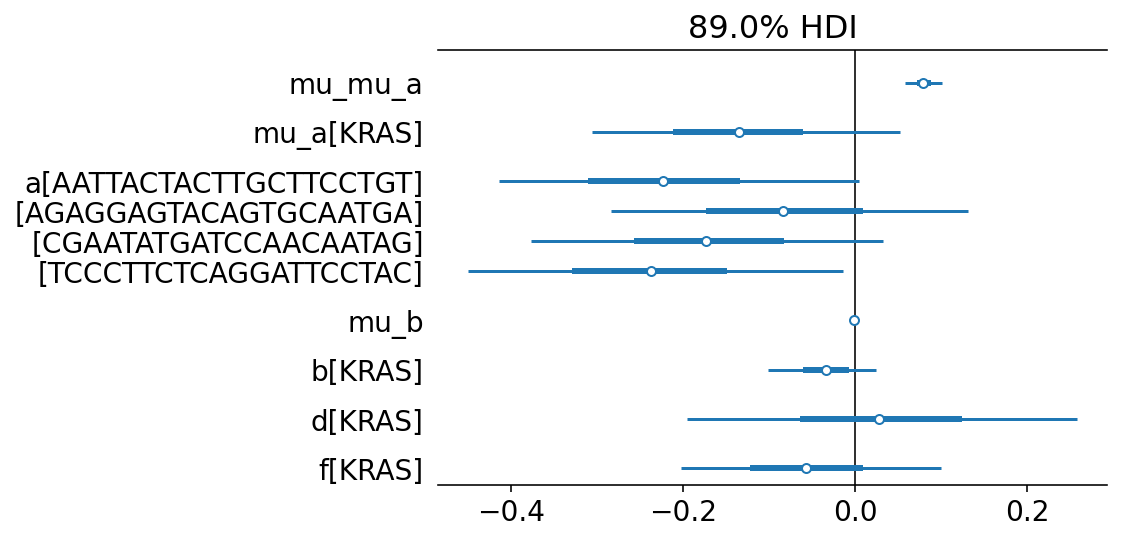 89.0% HDI
mu_mu_a
mu_a[KRAS]
a[AATTACTACTTGCTTCCTGT]
[AGAGGAGTACAGTGCAATGA]
[CGAATATGATCCAACAATAG]
[TCCCTTCTCAGGATTCCTAC]
mu_b
b[KRAS]
d[KRAS]
f[KRAS]
−0.4 −0.2 0.0 0.2